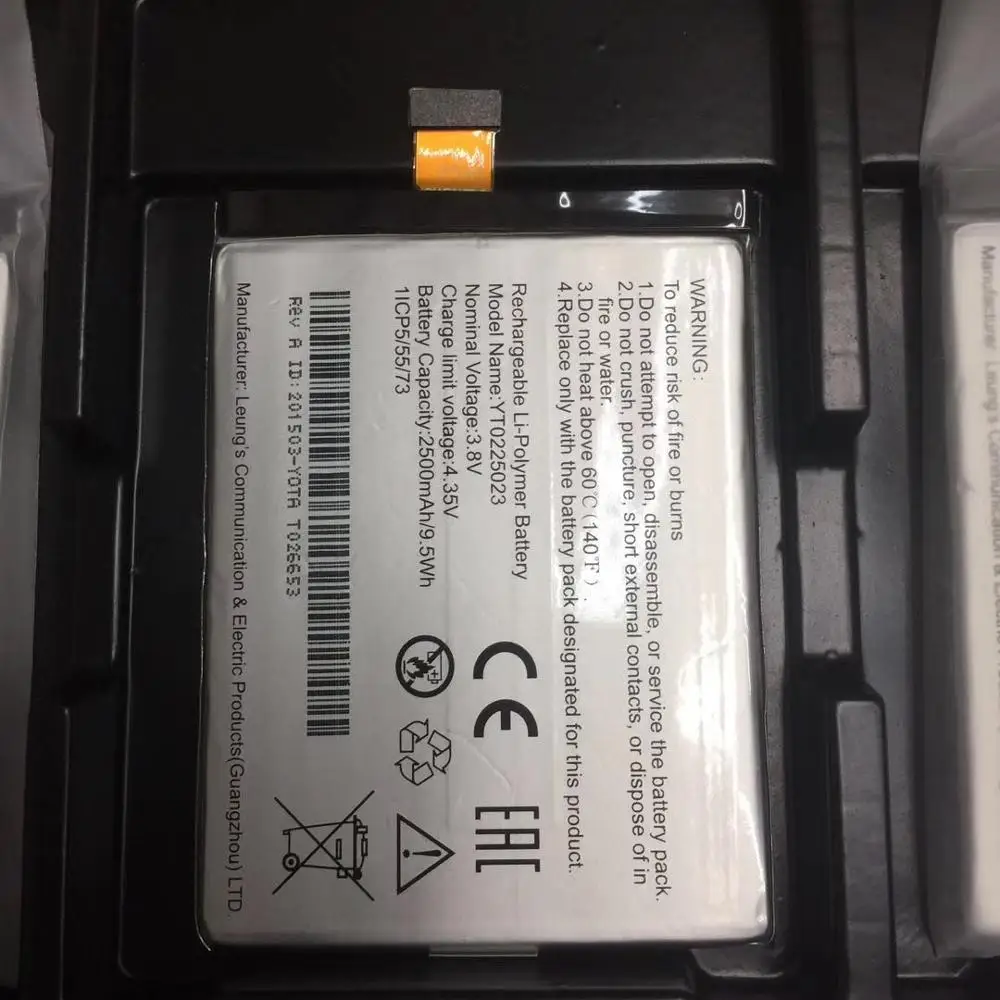 WARNING:
To reduce risk of fire or burns
1.Do not attempt to open, disassemble, or service the battery pack.
2.Do not crush, puncture, short external contacts, or dispose of in
fire or water.
3.Do not heat above 60℃(140℉).
4.Replace only with the battery pack designated for this product.
Rechargeable Li-Polymer Battery
Model Name:YT0225023
Nominal Voltage:3.8V
Charge limit voltage:4.35V
Battery Capacity:2500mAh/9.5Wh
1ICP5/55/73
CE
EAC
Rev A ID:201503-YOTA T026653
Manufacturer: Leung's Communication & Electric Products(Guangzhou) LTD.
Manufacturer: Leung's Communication &